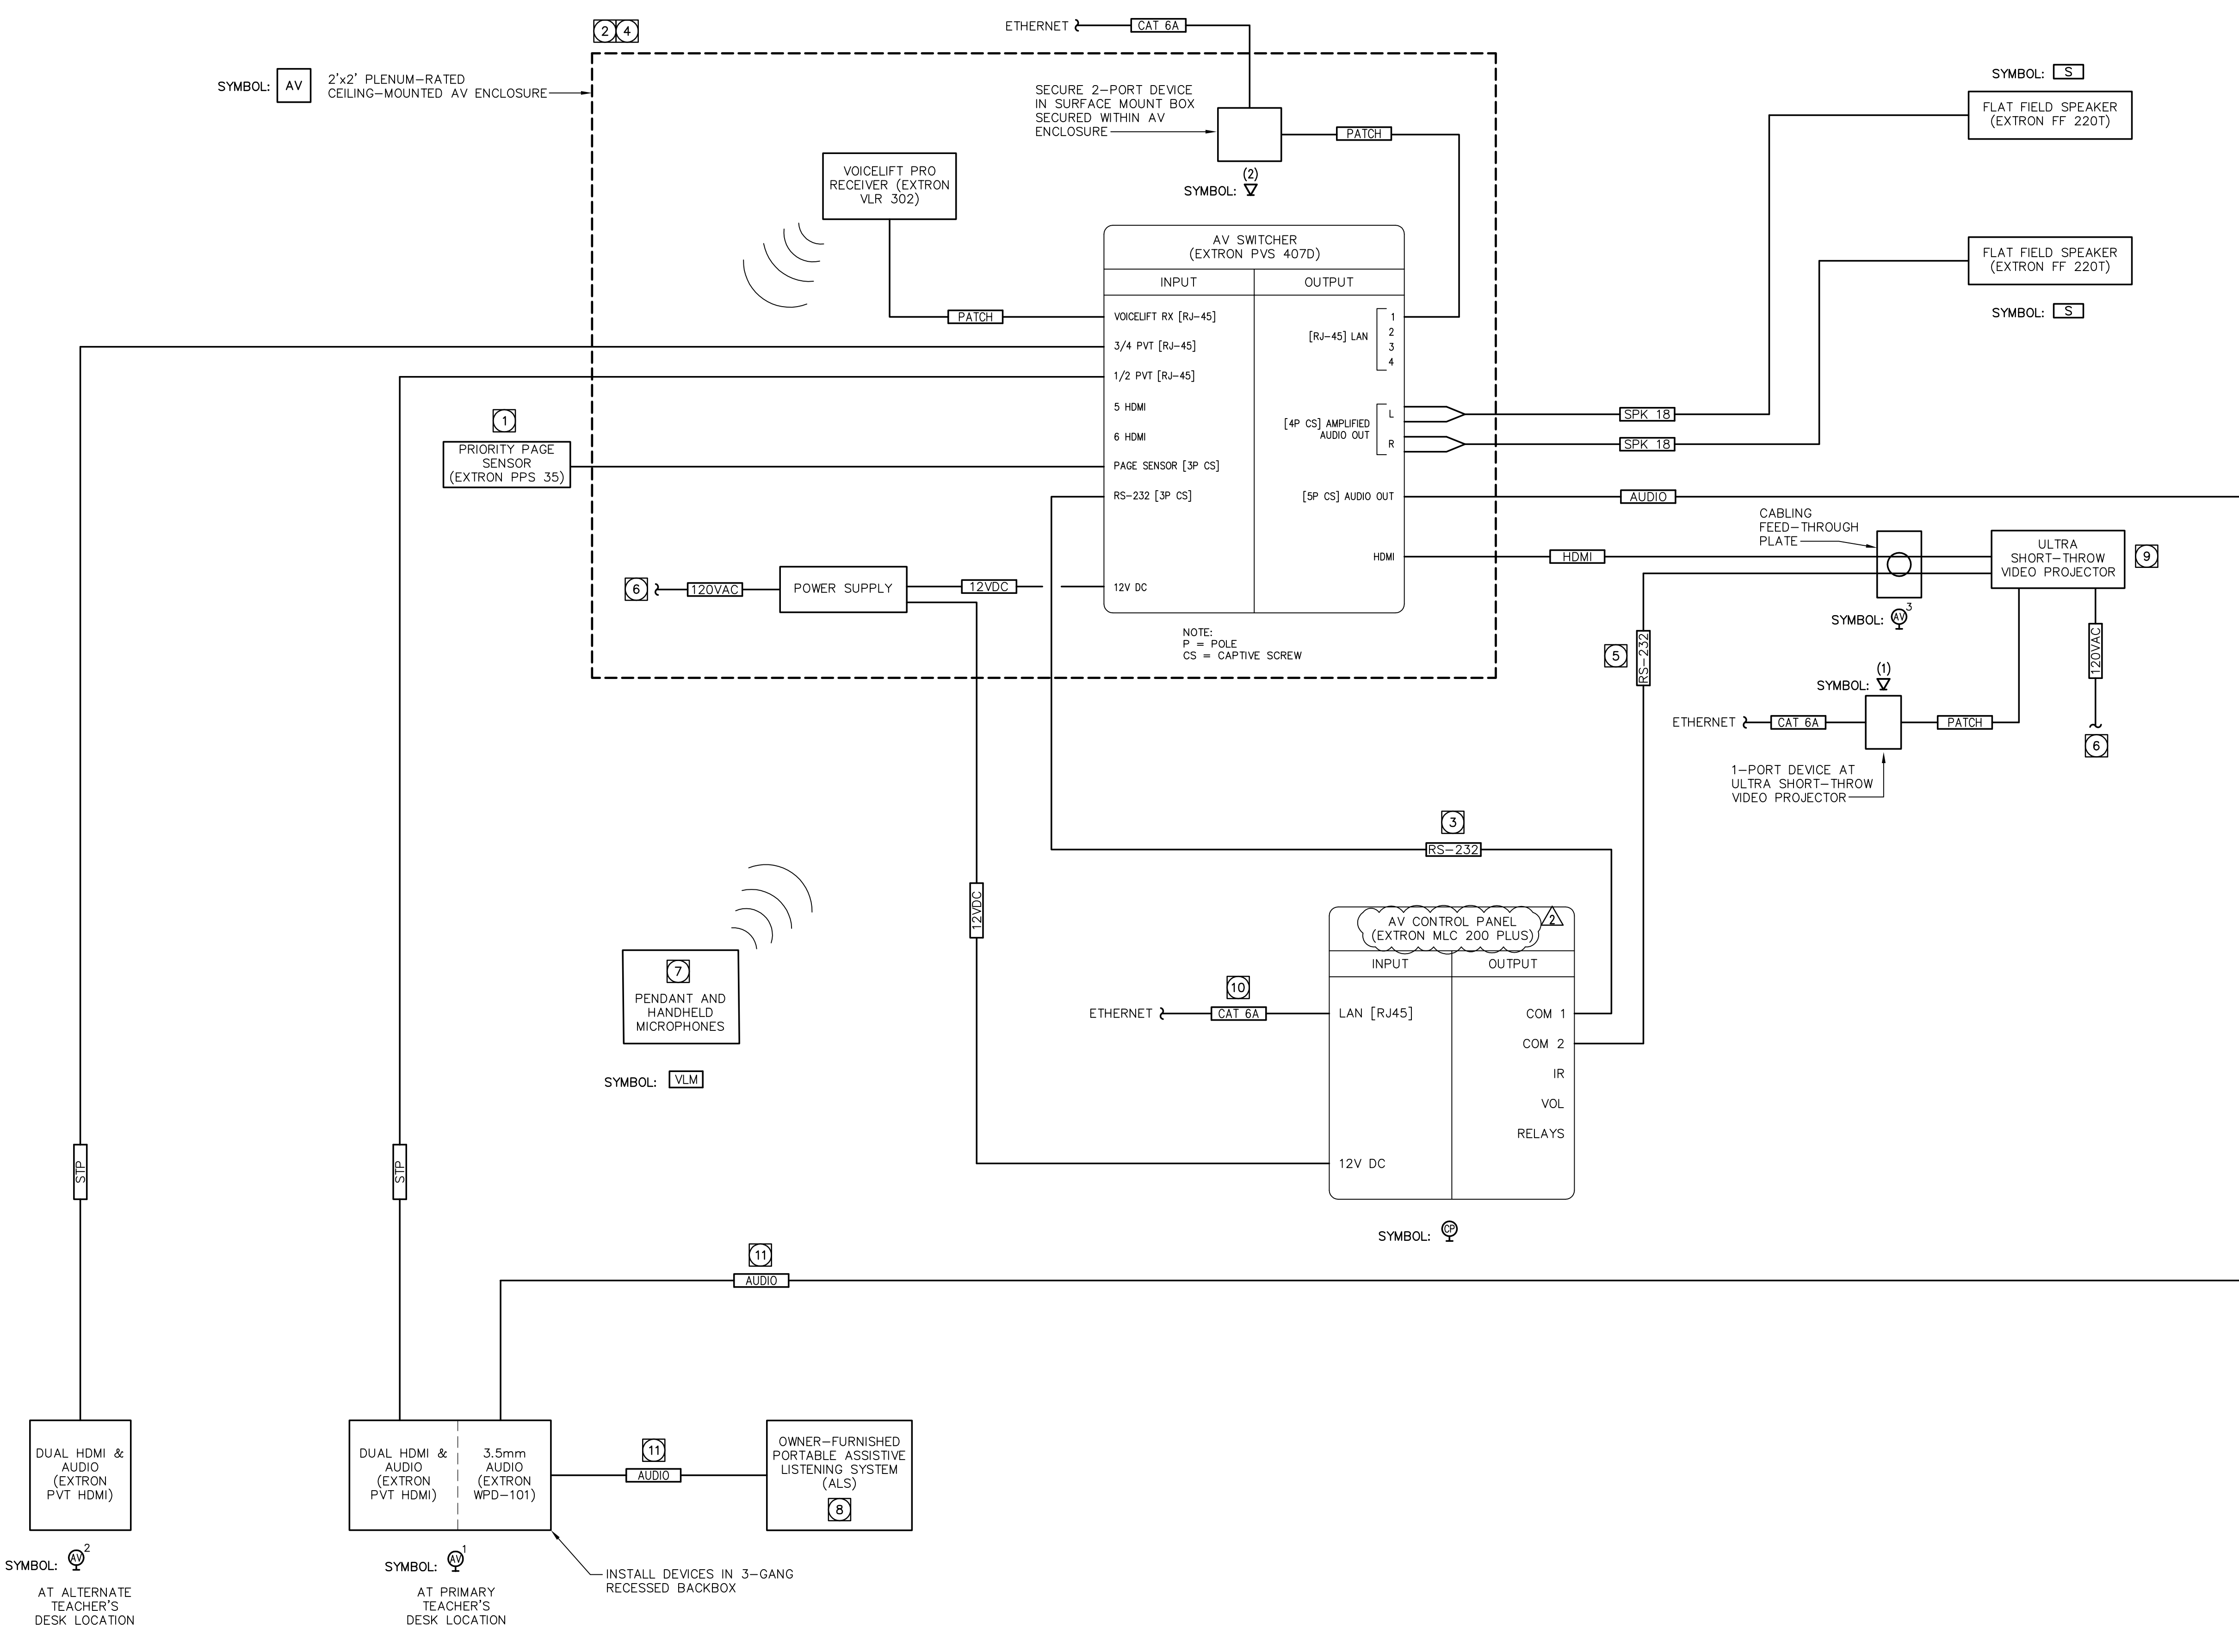 ETHERNET
CAT 6A
2
4
SYMBOL:
AV
2'x2' PLENUM-RATED
CEILING-MOUNTED AV ENCLOSURE
SECURE 2-PORT DEVICE
IN SURFACE MOUNT BOX
SECURED WITHIN AV
ENCLOSURE
PATCH
(2)
SYMBOL:
SYMBOL:
S
FLAT FIELD SPEAKER
(EXTRON FF 220T)
FLAT FIELD SPEAKER
(EXTRON FF 220T)
SYMBOL:
S
VOICELIFT PRO
RECEIVER (EXTRON
VLR 302)
PATCH
AV SWITCHER
(EXTRON PVS 407D)
INPUT
OUTPUT
VOICELIFT RX [RJ-45]
3/4 PVT [RJ-45]
1/2 PVT [RJ-45]
5 HDMI
6 HDMI
PAGE SENSOR [3P CS]
RS-232 [3P CS]
12V DC
[RJ-45] LAN
1
2
3
4
[4P CS] AMPLIFIED
AUDIO OUT
L
R
[5P CS] AUDIO OUT
HDMI
NOTE:
P = POLE
CS = CAPTIVE SCREW
1
PRIORITY PAGE
SENSOR
(EXTRON PPS 35)
6
120VAC
POWER SUPPLY
12VDC
12VDC
SPK 18
SPK 18
AUDIO
HDMI
CABLING
FEED-THROUGH
PLATE
ULTRA
SHORT-THROW
VIDEO PROJECTOR
9
SYMBOL:
AV
3
5
RS-232
120VAC
6
(1)
SYMBOL:
ETHERNET
CAT 6A
PATCH
1-PORT DEVICE AT
ULTRA SHORT-THROW
VIDEO PROJECTOR
3
RS-232
AV CONTROL PANEL
(EXTRON MLC 200 PLUS)
2
INPUT
OUTPUT
10
ETHERNET
CAT 6A
LAN [RJ45]
12V DC
COM 1
COM 2
IR
VOL
RELAYS
SYMBOL:
CP
7
PENDANT AND
HANDHELD
MICROPHONES
SYMBOL:
VLM
STP
STP
11
AUDIO
DUAL HDMI &
AUDIO
(EXTRON
PVT HDMI)
SYMBOL:
AV
2
AT ALTERNATE
TEACHER'S
DESK LOCATION
DUAL HDMI &
AUDIO
(EXTRON
PVT HDMI)
3.5mm
AUDIO
(EXTRON
WPD-101)
SYMBOL:
AV
1
AT PRIMARY
TEACHER'S
DESK LOCATION
11
AUDIO
OWNER-FURNISHED
PORTABLE ASSISTIVE
LISTENING SYSTEM
(ALS)
8
INSTALL DEVICES IN 3-GANG
RECESSED BACKBOX